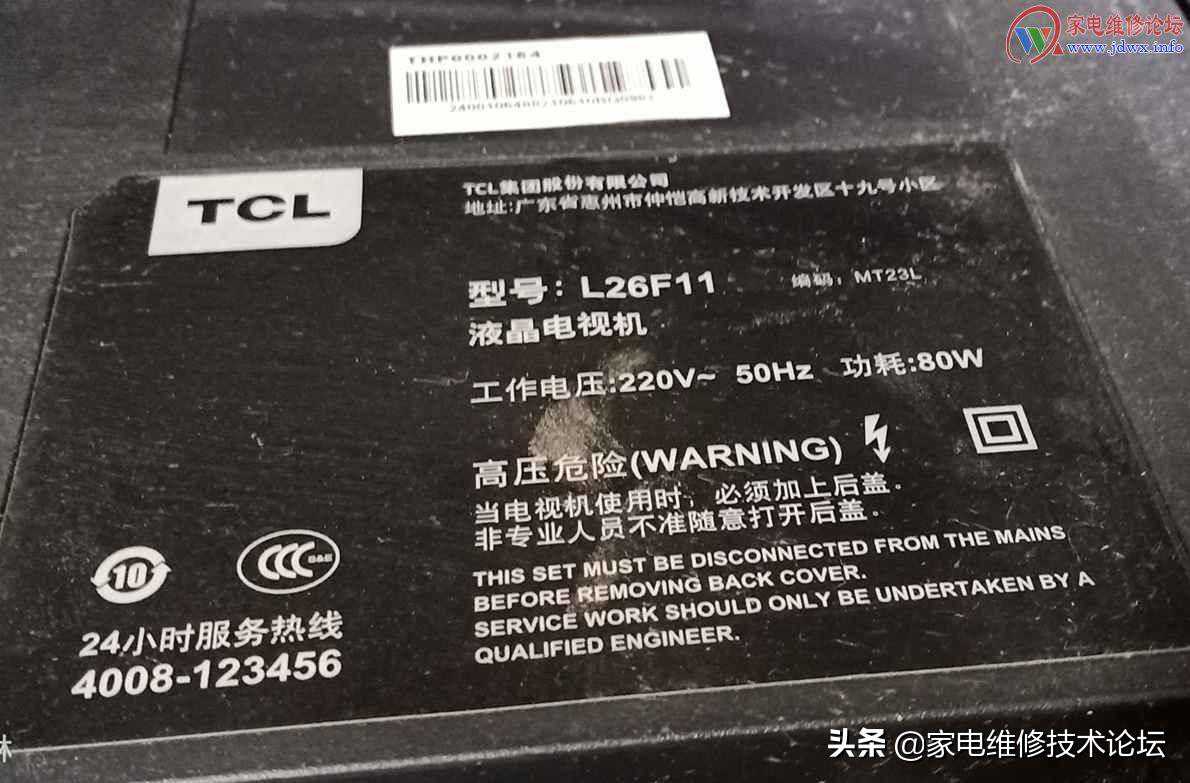 家电维修论坛
www.jdwx.info
THP0002184
TCL
TCL集团股份有限公司
地址:广东省惠州市仲恺高新技术开发区十九号小区
型号: L26F11 编码: MT23L
液晶电视机
工作电压:220V~ 50Hz 功耗:80W
高压危险(WARNING)
当电视机使用时，必须加上后盖。
非专业人员不准随意打开后盖。
THIS SET MUST BE DISCONNECTED FROM THE MAINS
BEFORE REMOVING BACK COVER.
SERVICE WORK SHOULD ONLY BE UNDERTAKEN BY A
QUALIFIED ENGINEER.
10
24小时服务热线
4008-123456
林
头条 @家电维修技术论坛